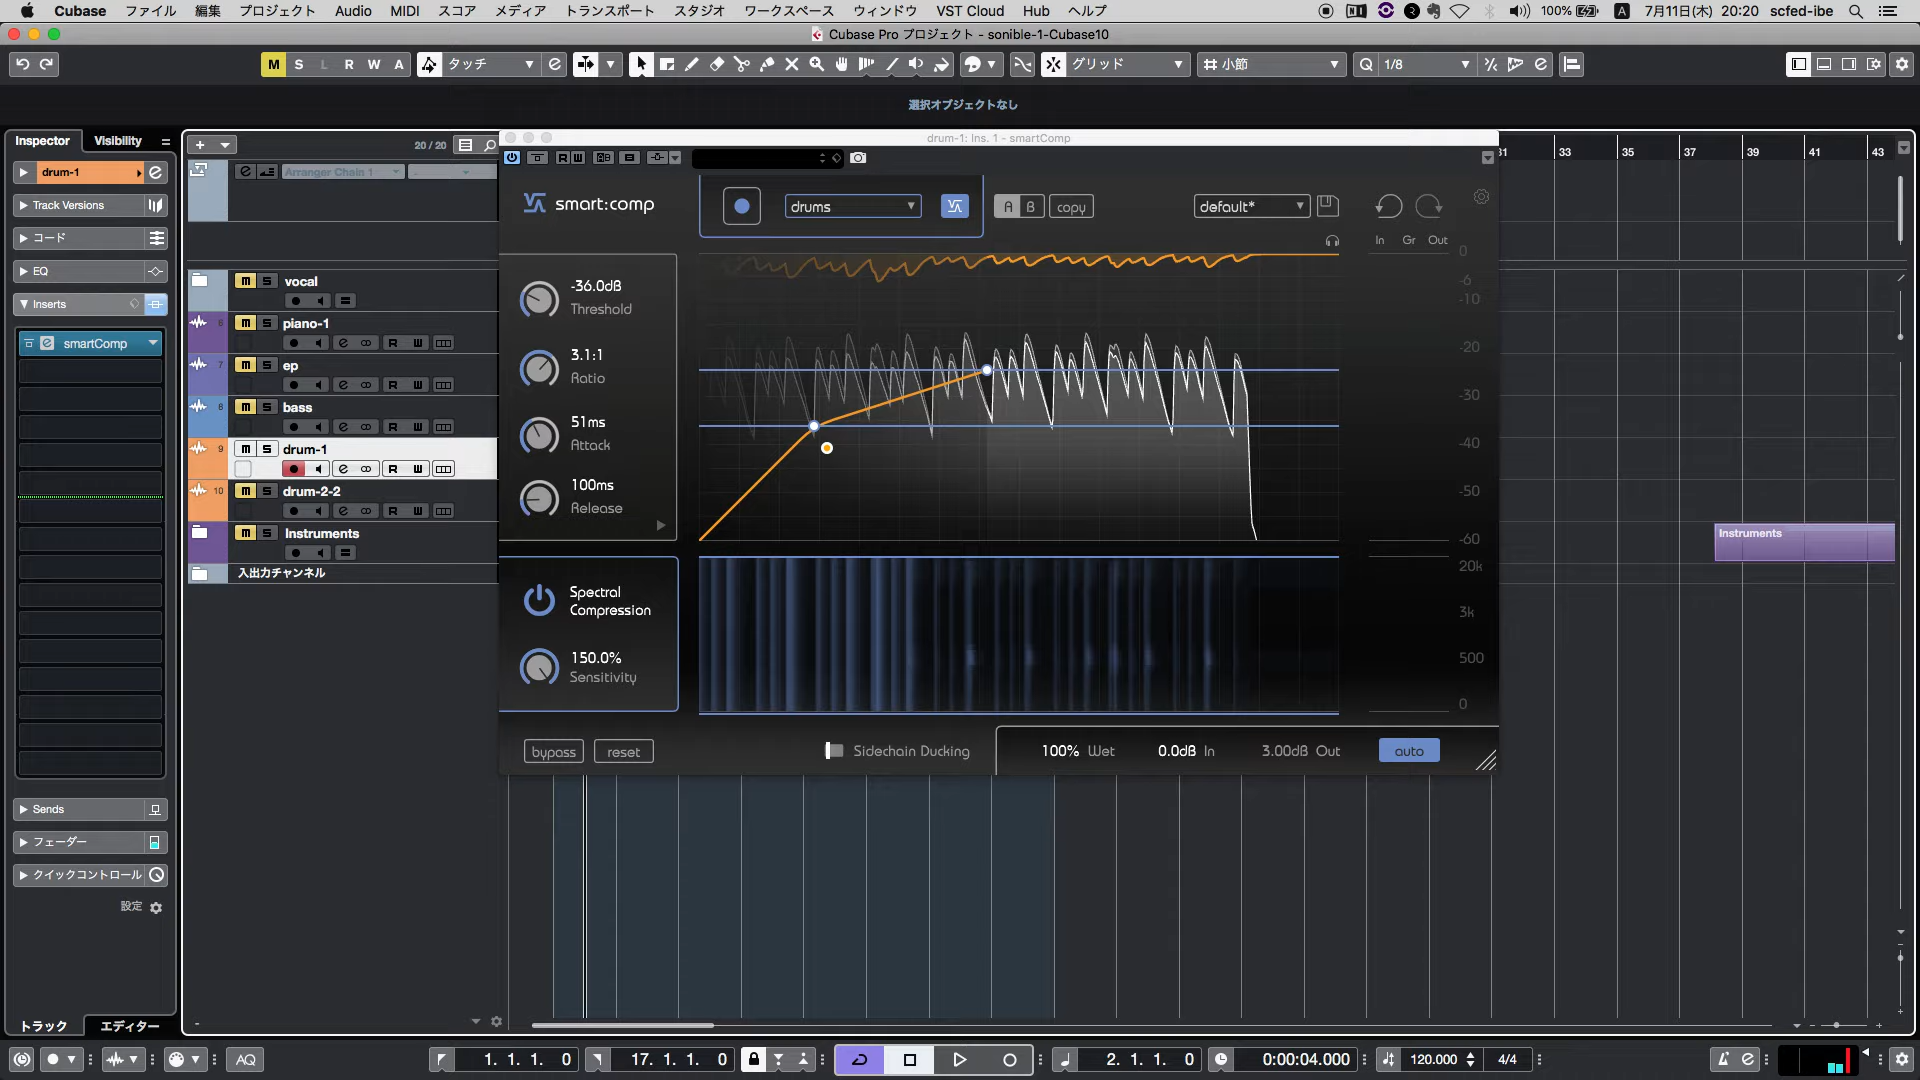 Cubase ファイル 編集 プロジェクト Audio MIDI スコア メディア トランスポート スタジオ ワークスペース ウィンドウ VST Cloud Hub ヘルプ 100% A 7月11日(木) 20:20 scfed-ibe
Cubase Pro プロジェクト - sonible-1-Cubase10
M S L R W A タッチ グリッド 小節 Q 1/8
選択オブジェクトなし
Inspector Visibility
20 / 20
drum-1: Ins. 1 - smartComp
31 33 35 37 39 41 43
drum-1
Arranger Chain 1
Track Versions
smart:comp
drums
A B copy
default*
コード
In Gr Out
EQ
Inserts
smartComp
m S vocal
6 m S piano-1
R W
7 m S ep
R W
8 m S bass
R W
9 m S drum-1
R W
10 m S drum-2-2
R W
m S Instruments
入出力チャンネル
-36.0dB
Threshold
3.1:1
Ratio
51ms
Attack
100ms
Release
0
-6
-10
-20
-30
-40
-50
-60
Instruments
Spectral
Compression
150.0%
Sensitivity
20k
3k
500
0
bypass reset Sidechain Ducking 100% Wet 0.0dB In 3.00dB Out auto
Sends
フェーダー
クイックコントロール
設定
トラック エディター
AQ 1. 1. 1. 0 17. 1. 1. 0 2. 1. 1. 0 0:00:04.000 120.000 4/4